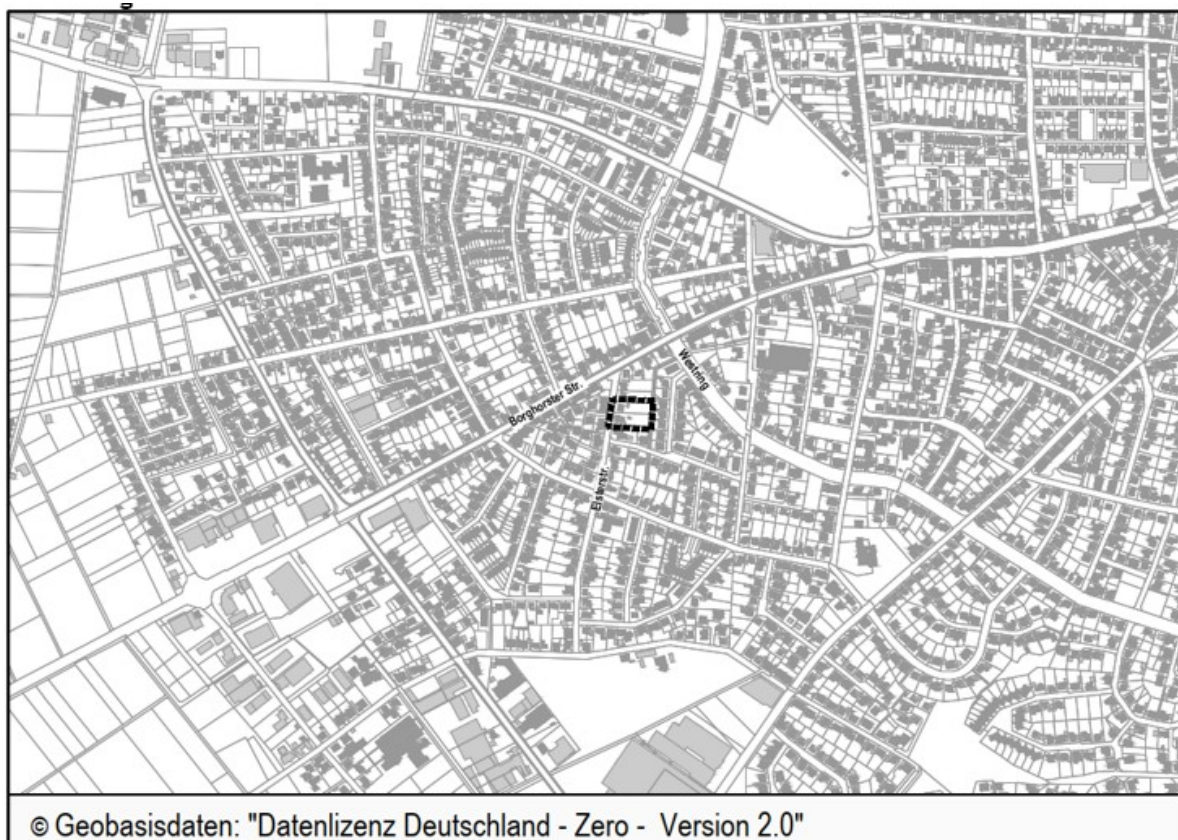 Westring
Borghorster Str.
Elsterstr.
© Geobasisdaten: "Datenlizenz Deutschland - Zero - Version 2.0"